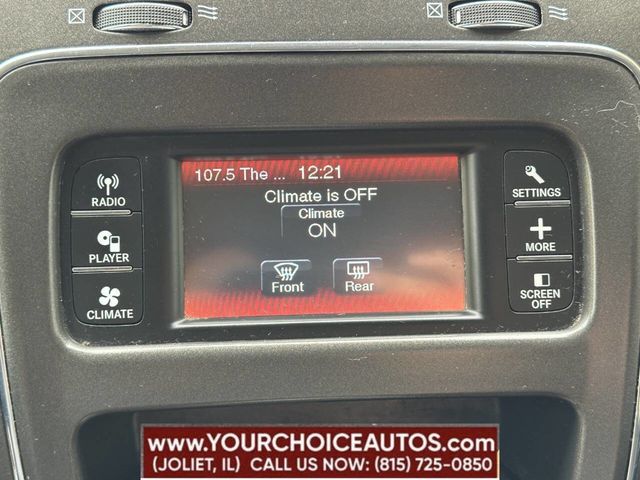 107.5 The ... 12:21
Climate is OFF
Climate
ON
Front Rear
RADIO
PLAYER
CLIMATE
SETTINGS
MORE
SCREEN
OFF
WWW.YOURCHOICEAUTOS.COM
(JOLIET, IL) CALL US NOW: (815) 725-0850